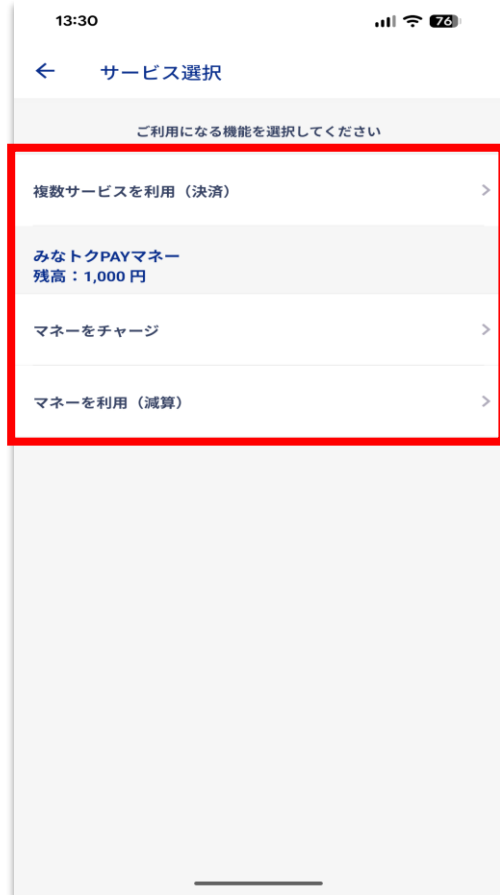 13:30
76
サービス選択
ご利用になる機能を選択してください
複数サービスを利用（決済）
みなトクPAYマネー
残高：1,000 円
マネーをチャージ
マネーを利用（減算）